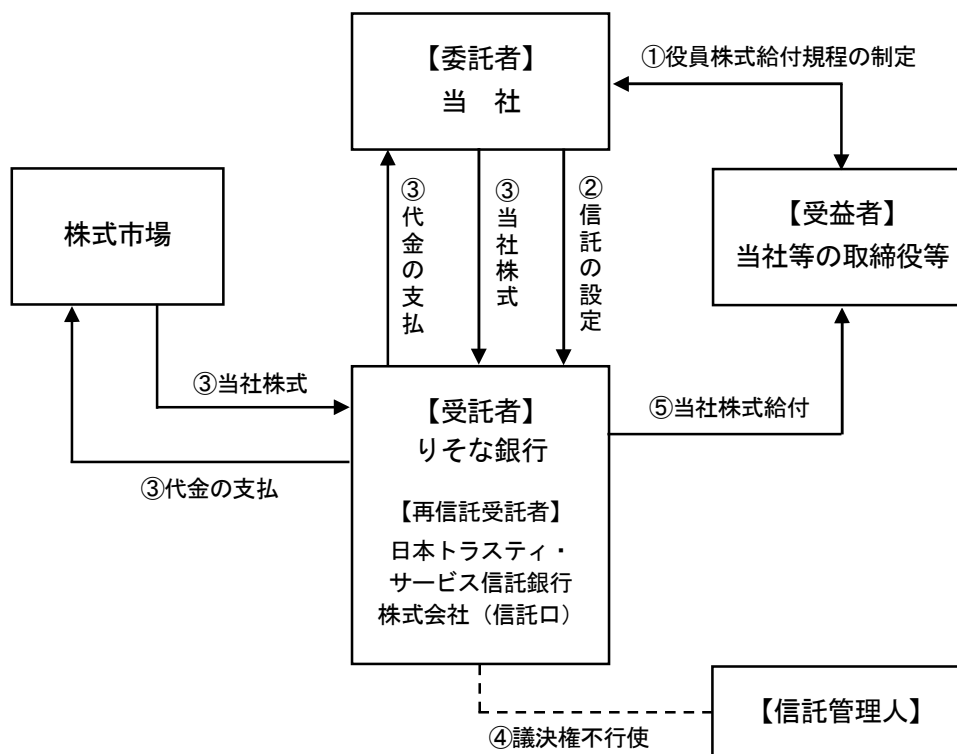 【委託者】
当　社
①役員株式給付規程の制定
株式市場
③代金の支払
③当社株式
②信託の設定
【受益者】
当社等の取締役等
③当社株式
③代金の支払
【受託者】
りそな銀行
【再信託受託者】
日本トラスティ・
サービス信託銀行
株式会社（信託口）
⑤当社株式給付
④議決権不行使
【信託管理人】